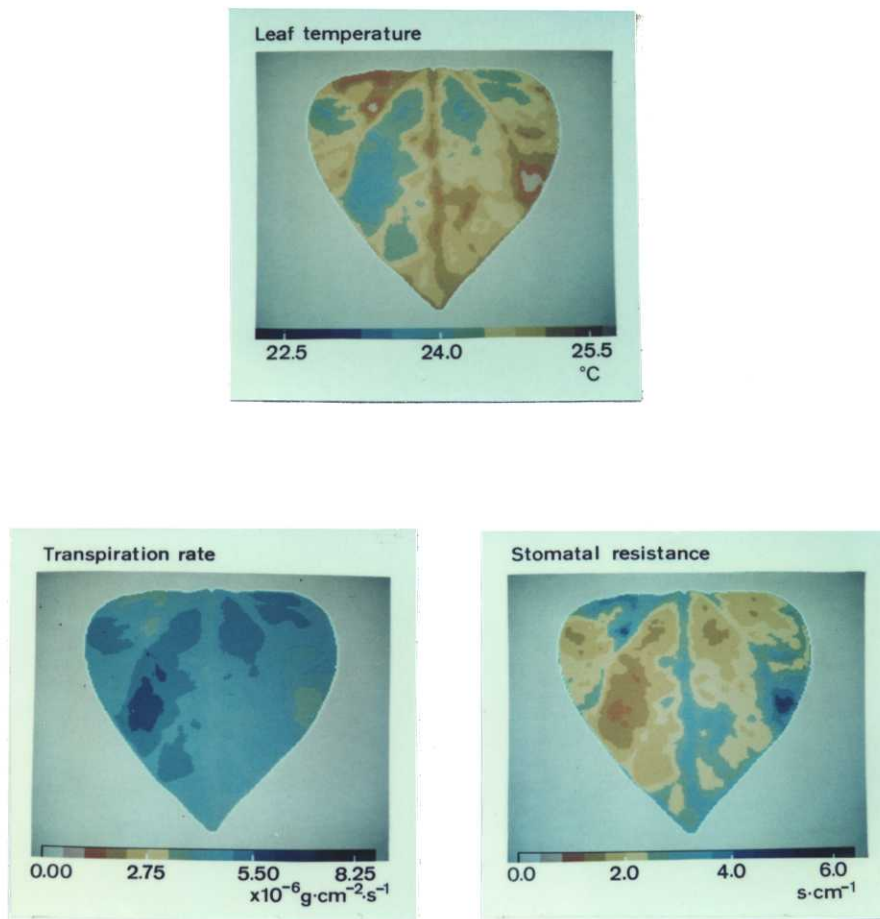 Leaf temperature
22.5 24.0 25.5
°C
Transpiration rate
0.00 2.75 5.50 8.25
x10⁻⁶g·cm⁻²·s⁻¹
Stomatal resistance
0.0 2.0 4.0 6.0
s·cm⁻¹